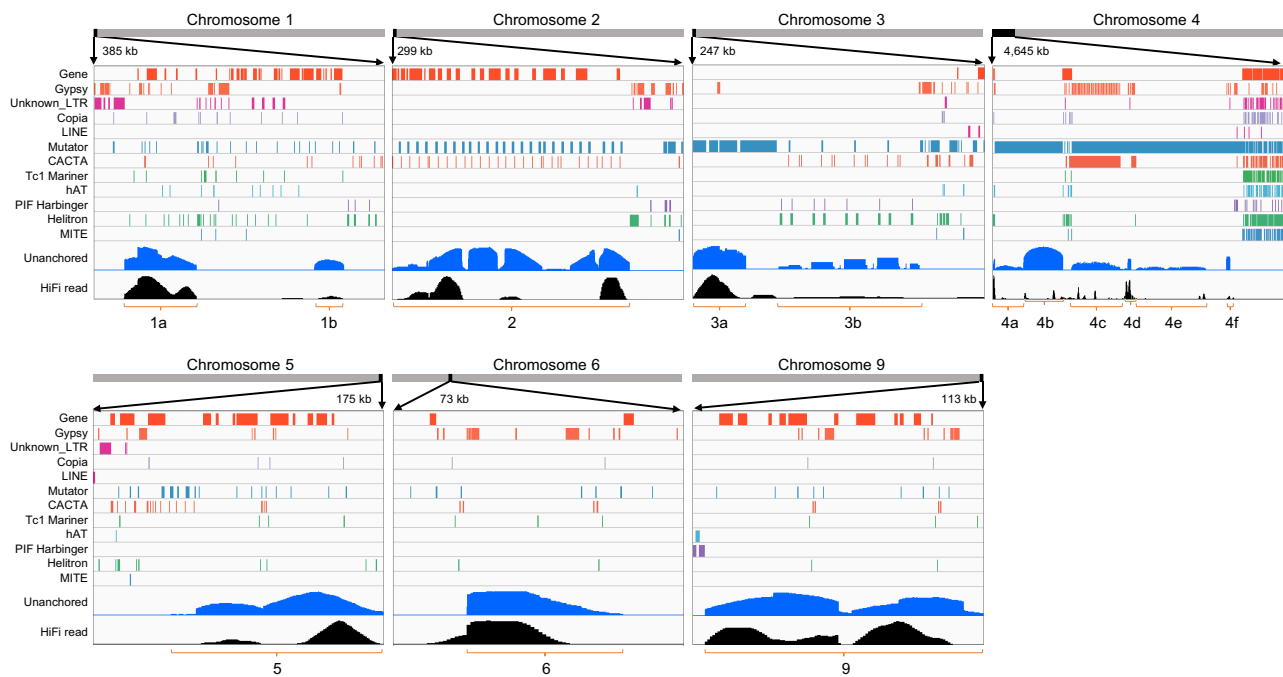 Chromosome 1
Chromosome 2
Chromosome 3
Chromosome 4
385 kb
299 kb
247 kb
4,645 kb
Gene
Gypsy
Unknown_LTR
Copia
LINE
Mutator
CACTA
Tc1 Mariner
hAT
PIF Harbinger
Helitron
MITE
Unanchored
HiFi read
1a
1b
2
3a
3b
4a
4b
4c
4d
4e
4f
Chromosome 5
Chromosome 6
Chromosome 9
175 kb
73 kb
113 kb
Gene
Gypsy
Unknown_LTR
Copia
LINE
Mutator
CACTA
Tc1 Mariner
hAT
PIF Harbinger
Helitron
MITE
Unanchored
HiFi read
5
6
9